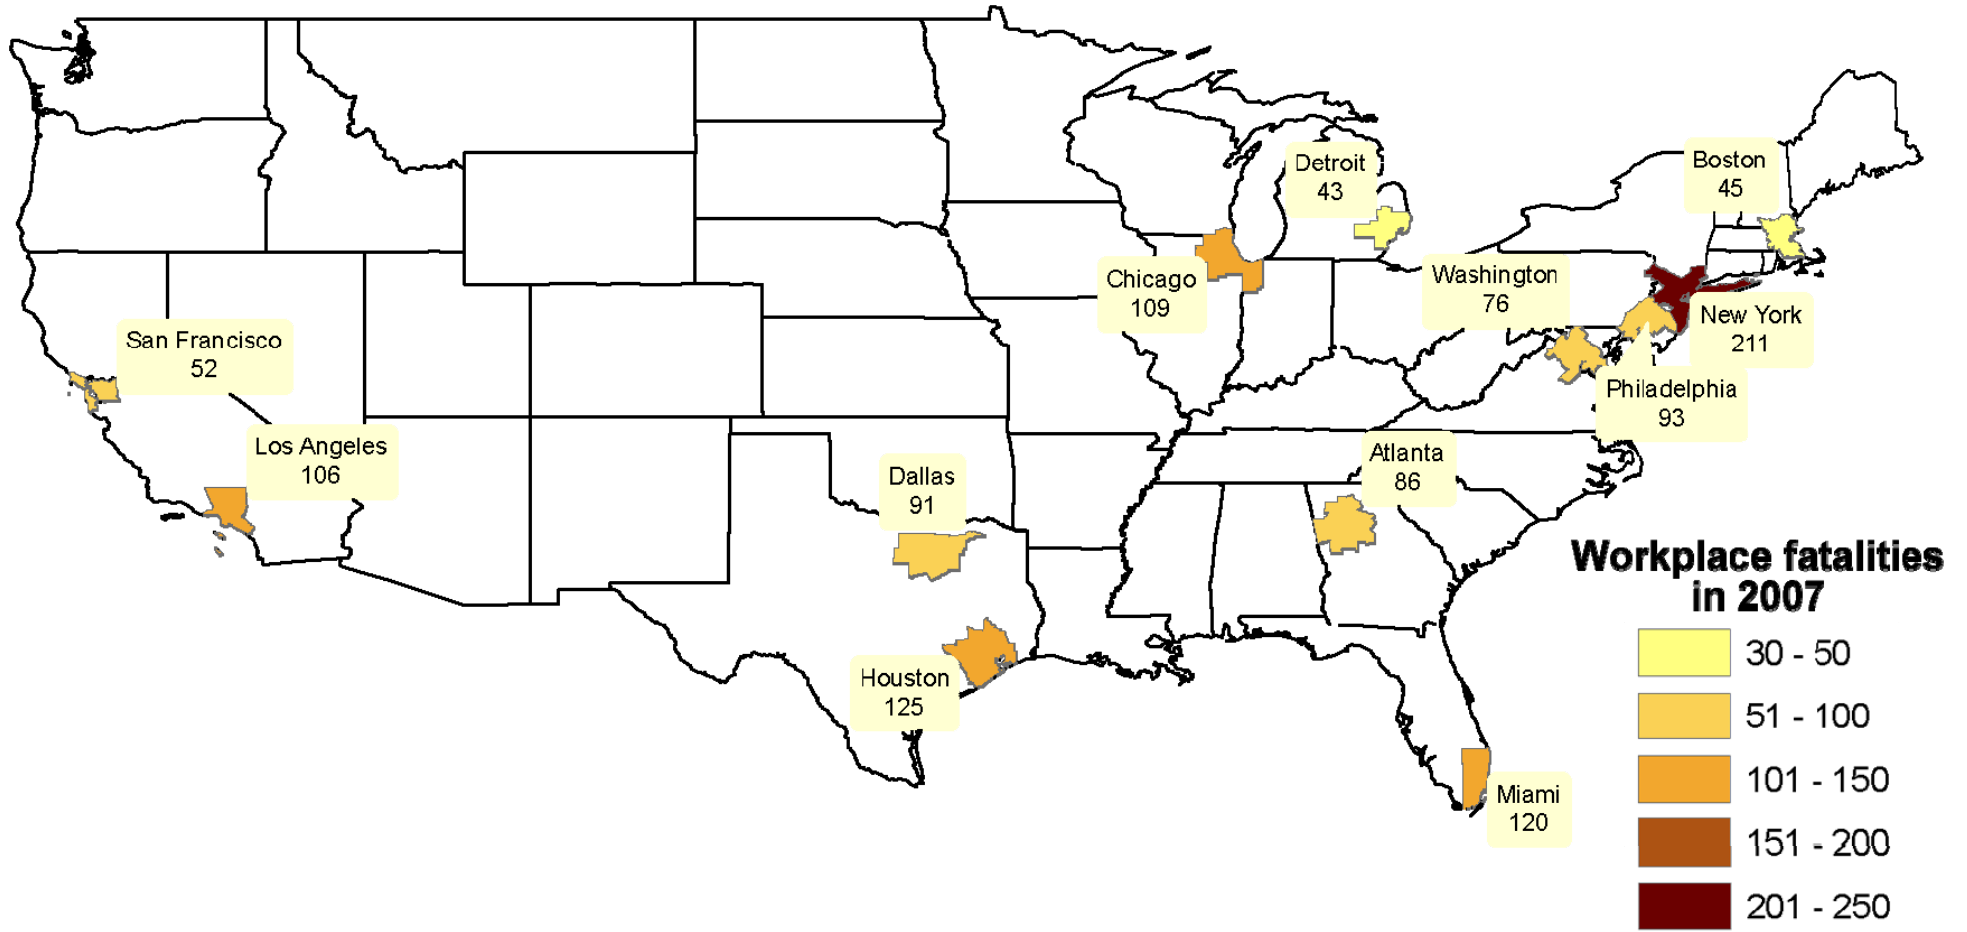 Boston
45
Detroit
43
Washington
76
Chicago
109
New York
211
San Francisco
52
Philadelphia
93
Los Angeles
106
Atlanta
86
Dallas
91
Houston
125
Miami
120
Workplace fatalities
in 2007
30 - 50
51 - 100
101 - 150
151 - 200
201 - 250